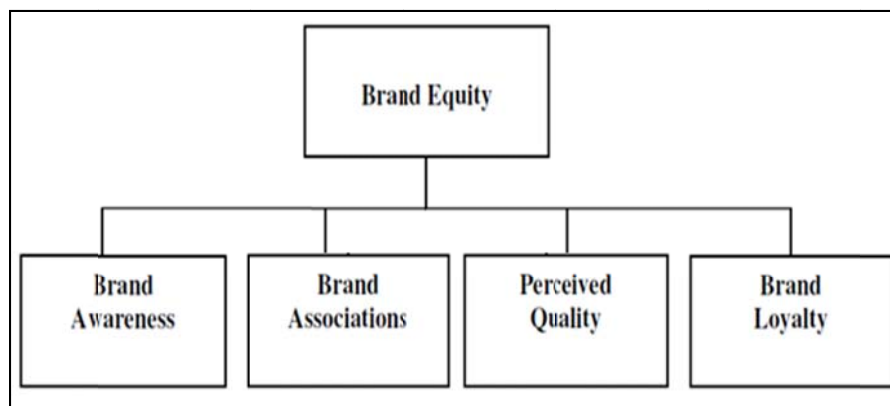 Brand Equity
Brand
Awareness
Brand
Associations
Perceived
Quality
Brand
Loyalty